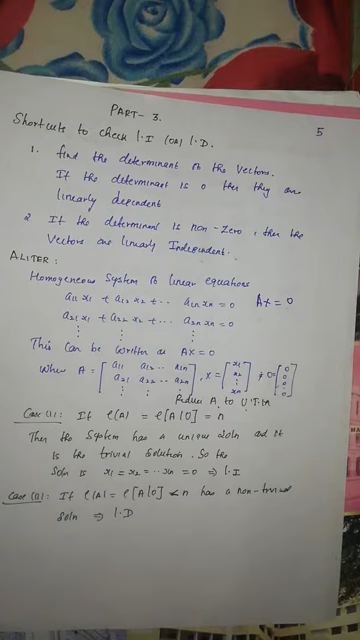 PART- 3.
5
Shortcuts to check l.I (OR) l.D.
1. find the determinant of the vectors.
If the determinant is 0 then they are
linearly dependent
2 If the determinant is non-zero, then the
Vectors are linearly Independent.
ALITER:
Homogeneous System of linear equations
a11 x1 + a12 x2 + ... a1n xn = 0 AX = 0
a21 x1 + a22 x2 + ... a2n xn = 0
⋮ ⋮ ⋮
This can be written as AX = 0
When A = [ a11 a12 .. a1n
a21 a22 .. a2n
⋮ ⋮ ], X = [ x1 x2 ⋮ xn ] 0 = [ 0 0 0 ⋮ 0 ]
Reduce A to U.T.M
Case (i): If ℓ(A) = ℓ[A|0] = n
Then the System has a unique Soln and it
is the trivial solution. So the
Soln is x1 = x2 = ... xn = 0 ⇒ l.I
Case (ii): If ℓ(A) = ℓ[A|0] < n has a non-trivial
Soln ⇒ l.D